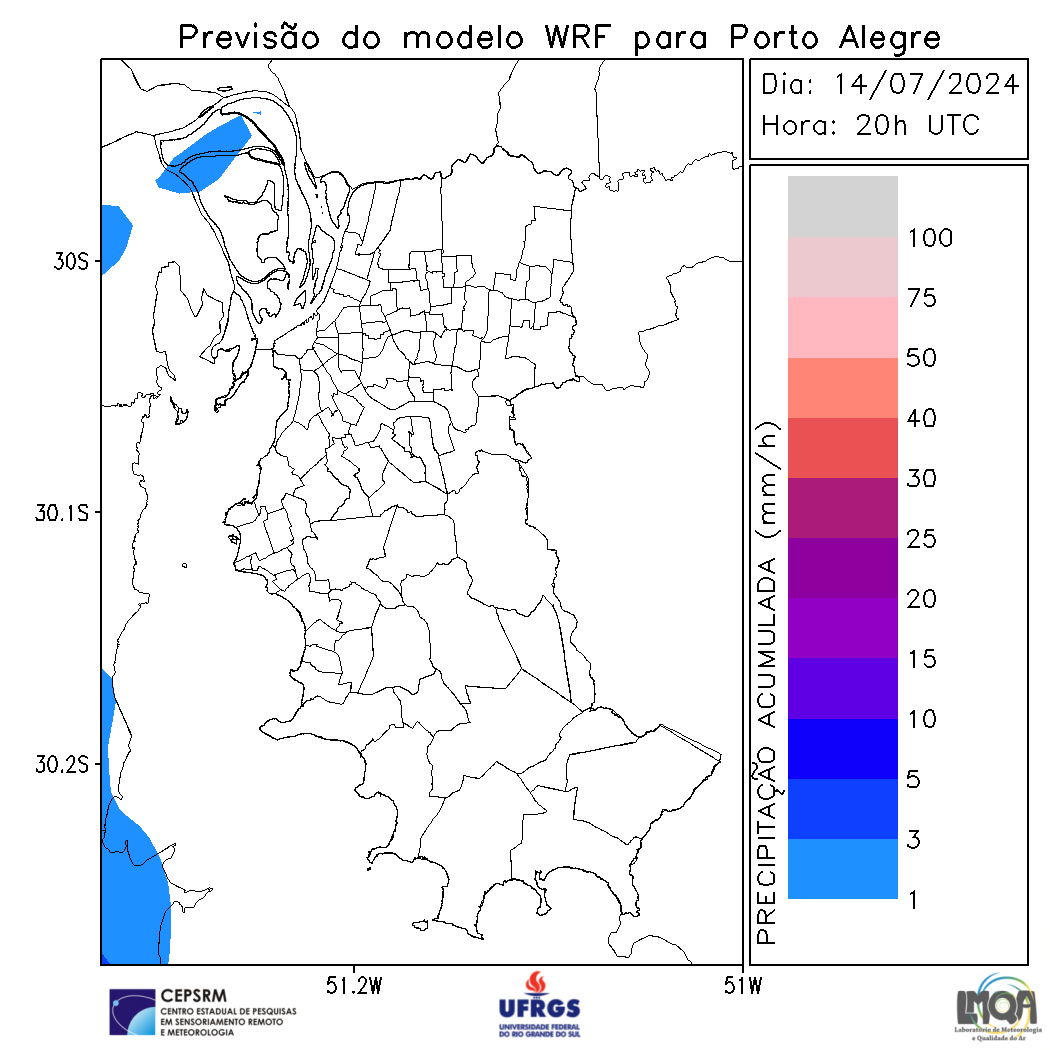 Previsão do modelo WRF para Porto Alegre
Dia: 14/07/2024
Hora: 20h UTC
30S
30.1S
30.2S
51.2W
51W
PRECIPITAÇÃO ACUMULADA (mm/h)
100
75
50
40
30
25
20
15
10
5
3
1
CEPSRM
CENTRO ESTADUAL DE PESQUISAS
EM SENSORIAMENTO REMOTO
E METEOROLOGIA
UFRGS
UNIVERSIDADE FEDERAL
DO RIO GRANDE DO SUL
LMQA
Laboratório de Meteorologia
e Qualidade do Ar